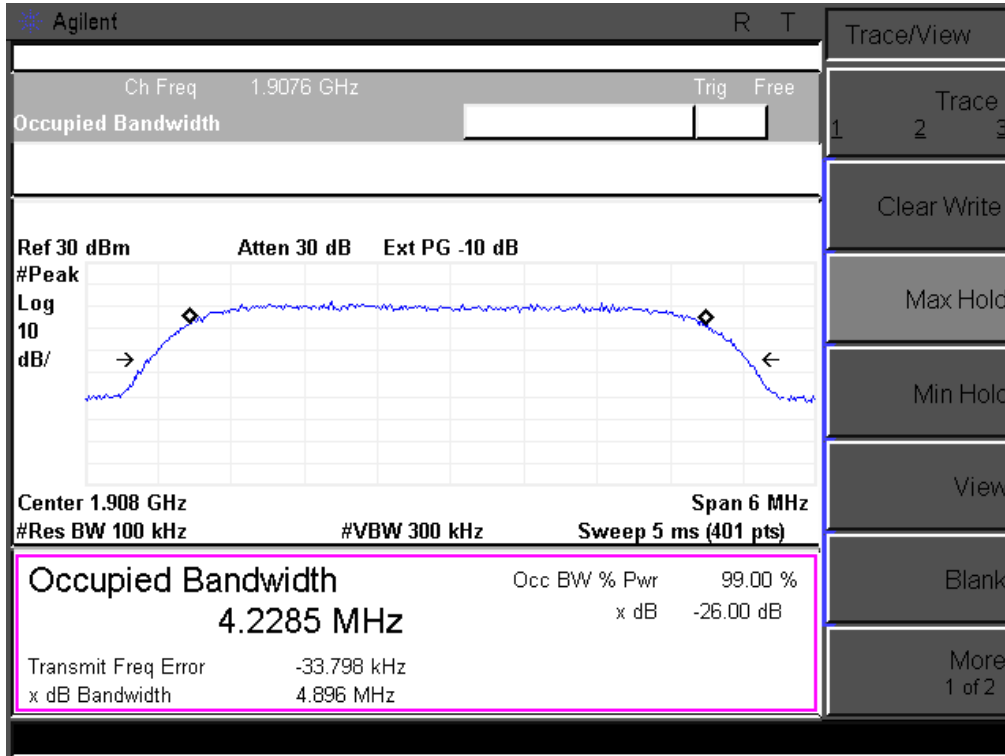 Agilent R T
Trace/View
Ch Freq 1.9076 GHz Trig Free
Occupied Bandwidth
Trace
1 2 3
Clear Write
Ref 30 dBm Atten 30 dB Ext PG -10 dB
#Peak
Log
10
dB/
Max Hold
Min Hold
View
Center 1.908 GHz Span 6 MHz
#Res BW 100 kHz #VBW 300 kHz Sweep 5 ms (401 pts)
Occupied Bandwidth
4.2285 MHz
Occ BW % Pwr 99.00 %
x dB -26.00 dB
Transmit Freq Error -33.798 kHz
x dB Bandwidth 4.896 MHz
Blank
More
1 of 2